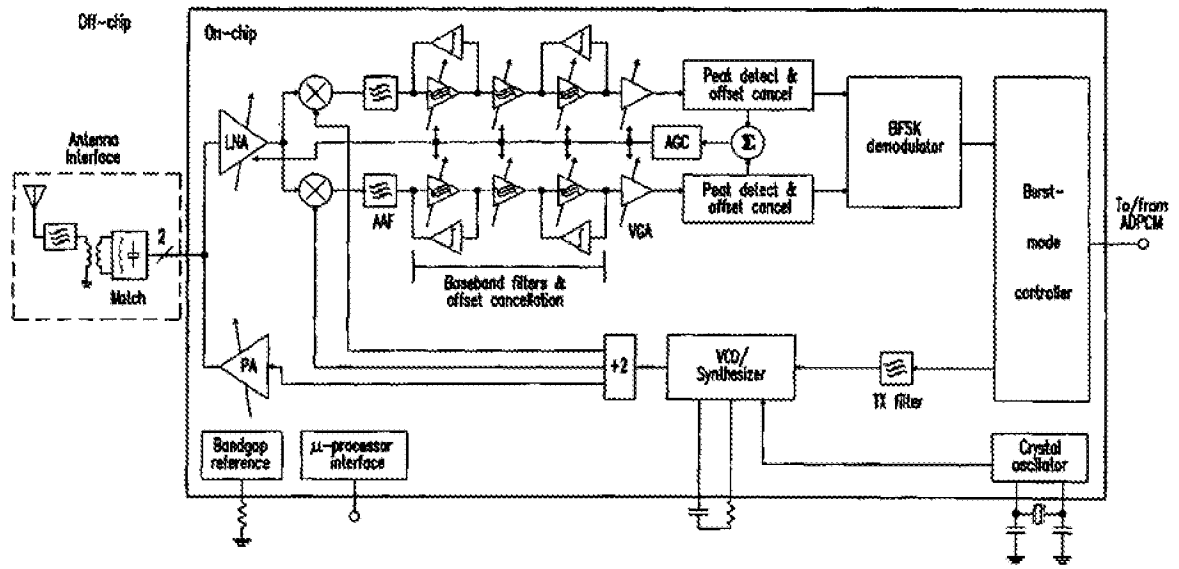 Off-chip
On-chip
Antenna
interface
LNA
AAF
VGA
Peak detect &
offset cancel
AGC
Σ
Peak detect &
offset cancel
BFSK
demodulator
Burst-
mode
controller
To/from
ADPCM
2
Match
Baseband filters &
offset cancellation
PA
÷2
VCO/
Synthesizer
TX filter
Bandgap
reference
μ-processor
interface
Crystal
oscillator